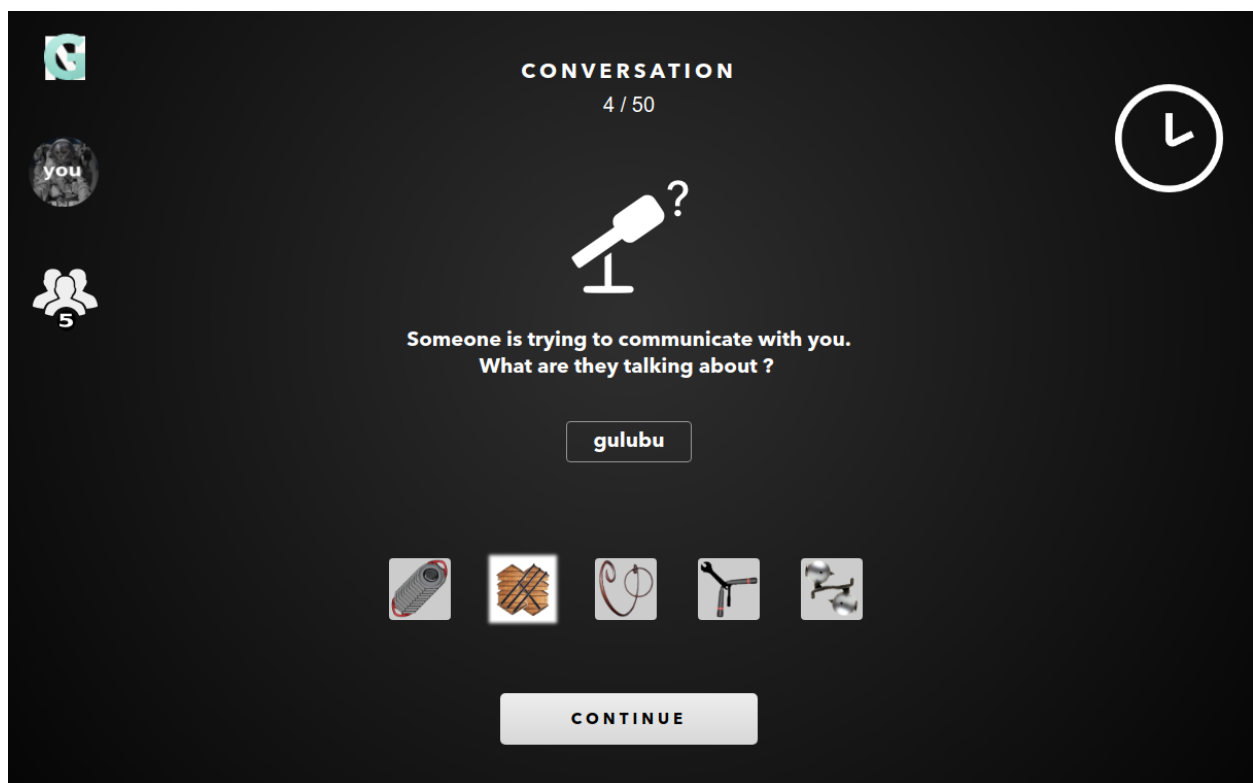 G
CONVERSATION
4 / 50
you
?
5
Someone is trying to communicate with you.
What are they talking about ?
gulubu
CONTINUE